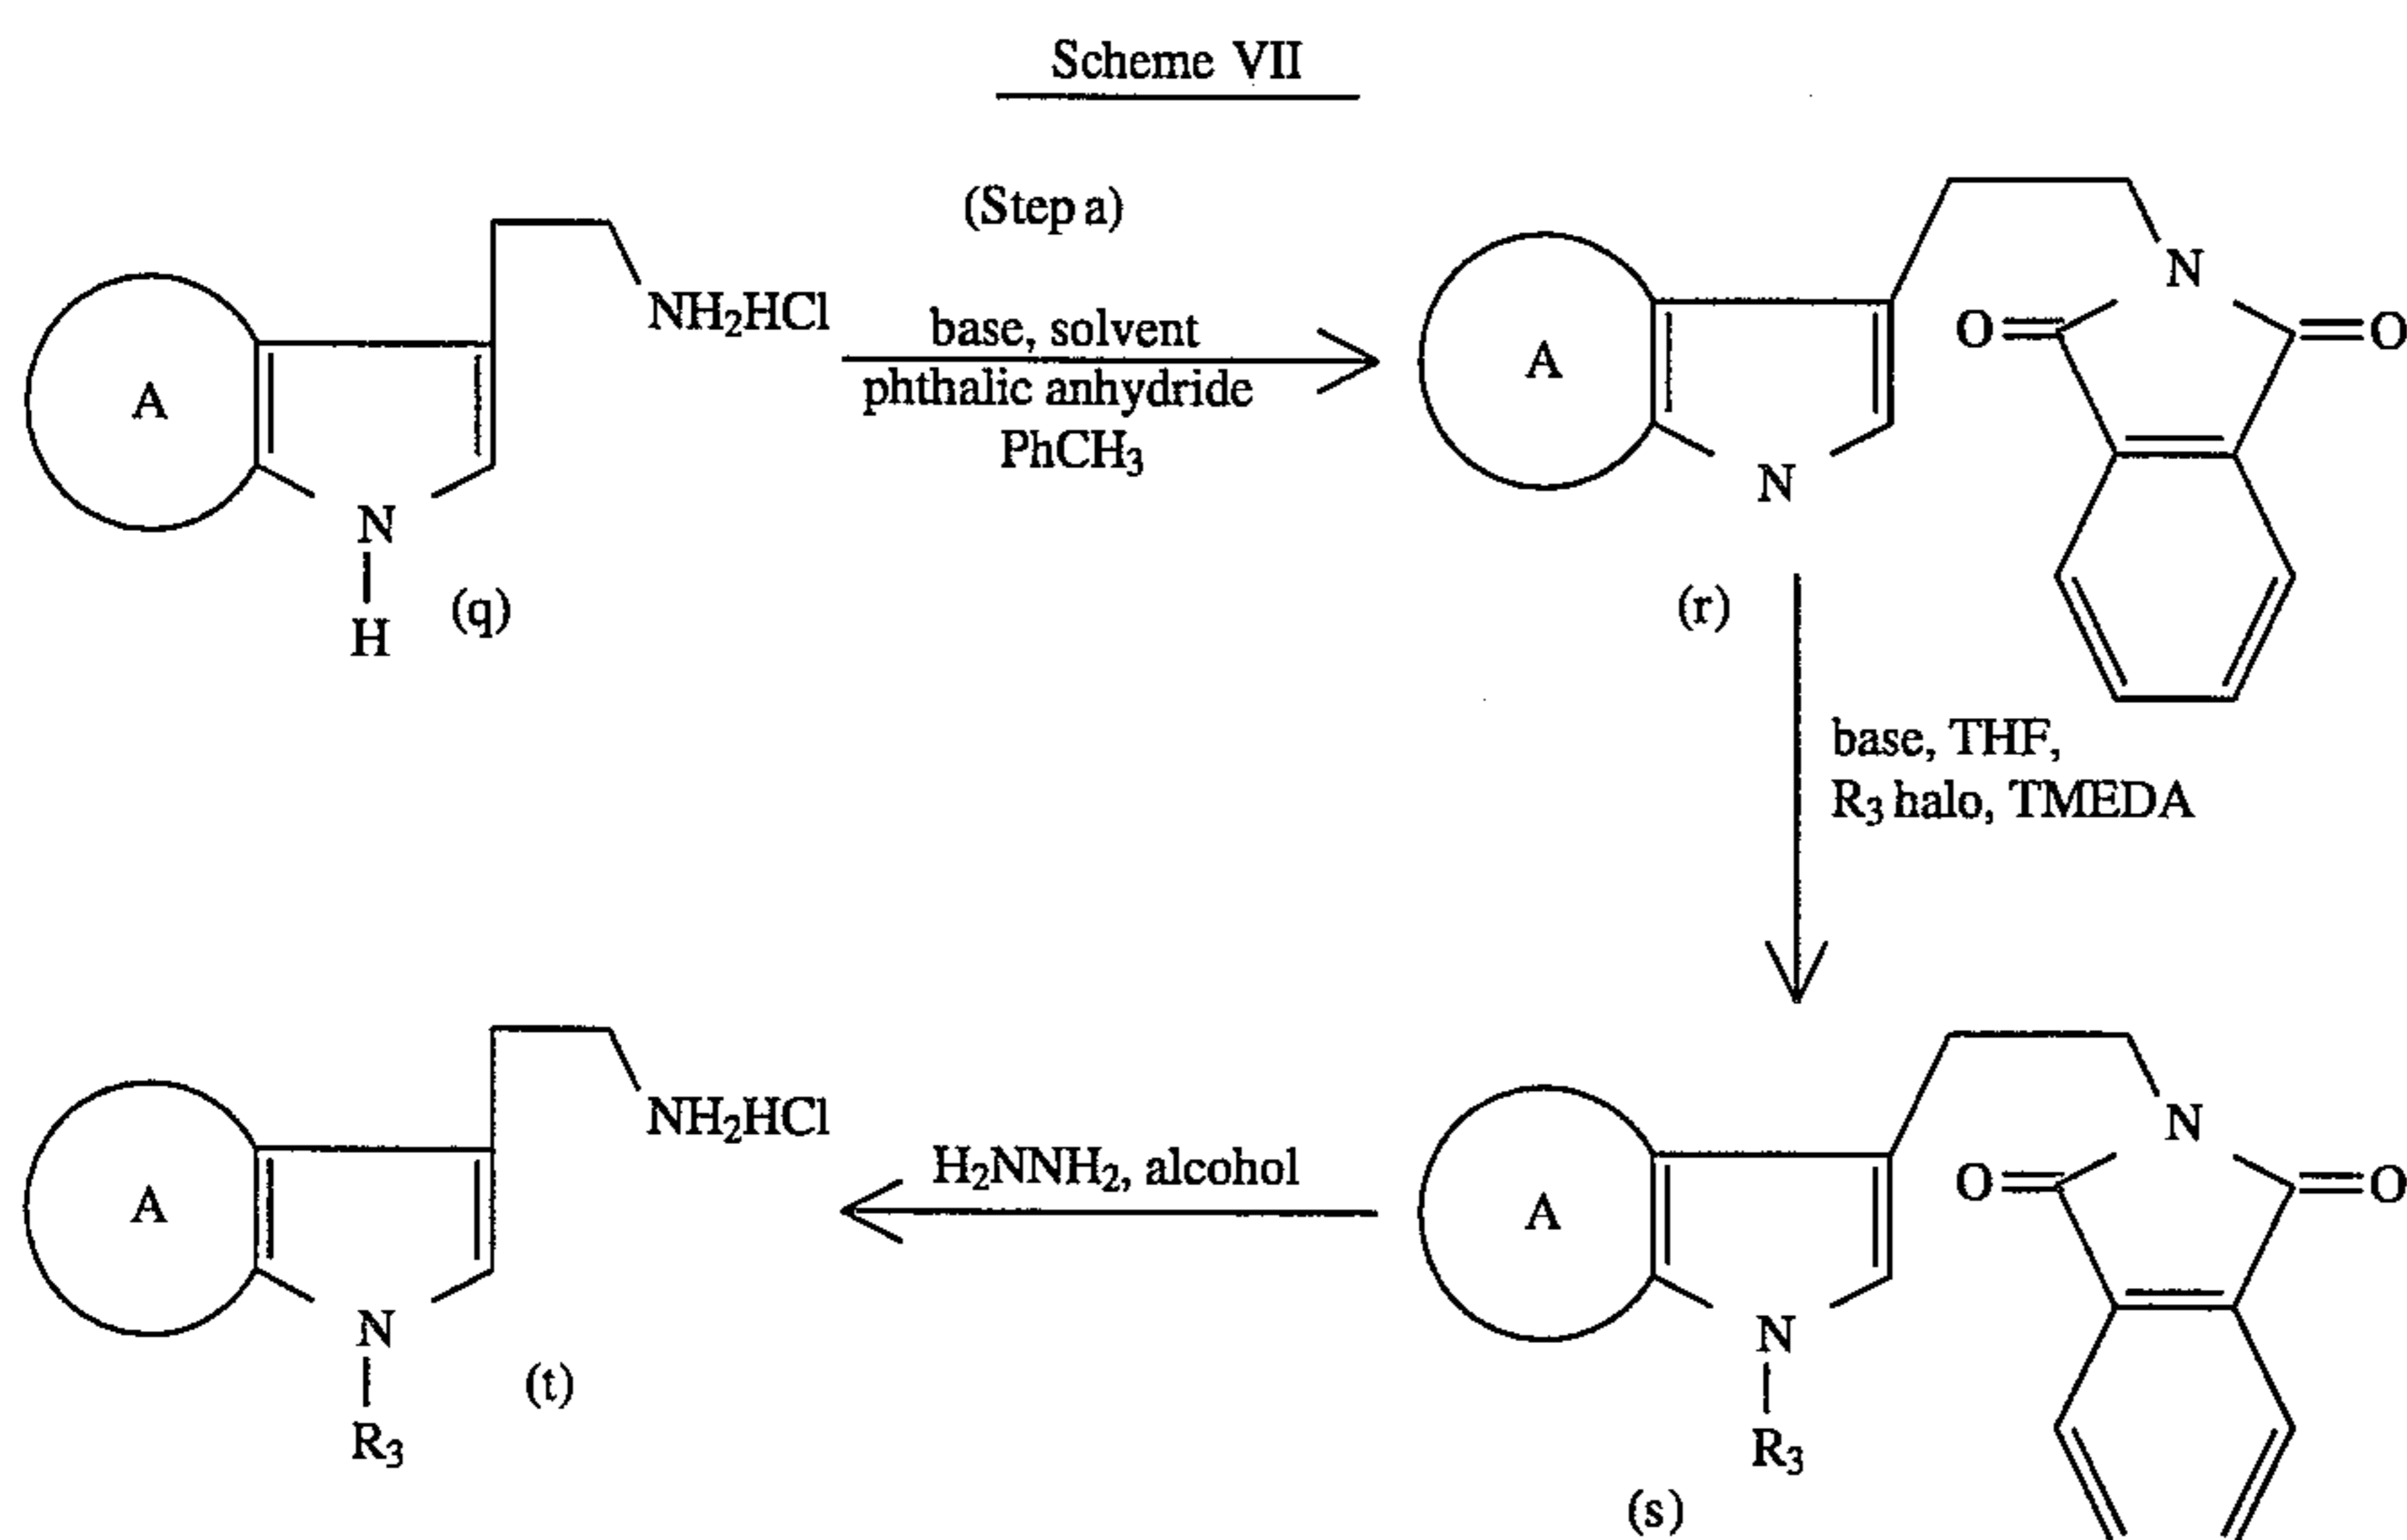 Scheme VII
(Step a)
NH₂HCl
base, solvent
phthalic anhydride
PhCH₃
A
N
H
(q)
A
N
O
O
N
(r)
base, THF,
R₃ halo, TMEDA
NH₂HCl
H₂NNH₂, alcohol
A
N
R₃
(t)
A
N
O
O
N
R₃
(s)